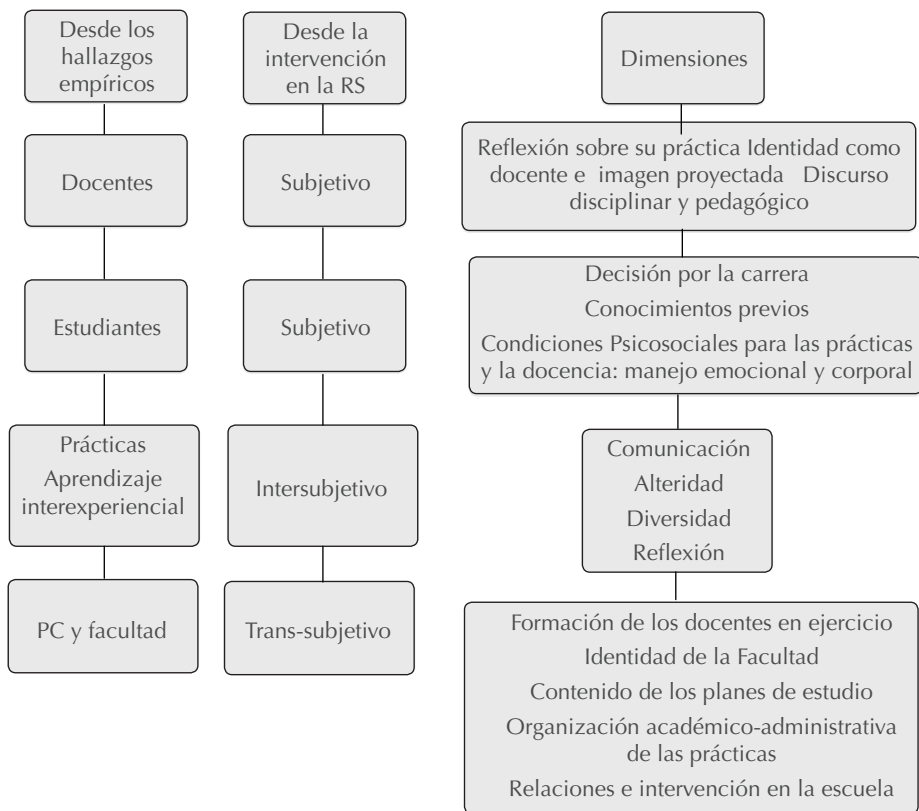 Desde los
hallazgos
empíricos
Docentes
Estudiantes
Prácticas
Aprendizaje
interexperiencial
PC y facultad
Desde la
intervención
en la RS
Subjetivo
Subjetivo
Intersubjetivo
Trans-subjetivo
Dimensiones
Reflexión sobre su práctica Identidad como
docente e imagen proyectada Discurso
disciplinar y pedagógico
Decisión por la carrera
Conocimientos previos
Condiciones Psicosociales para las prácticas
y la docencia: manejo emocional y corporal
Comunicación
Alteridad
Diversidad
Reflexión
Formación de los docentes en ejercicio
Identidad de la Facultad
Contenido de los planes de estudio
Organización académico-administrativa
de las prácticas
Relaciones e intervención en la escuela